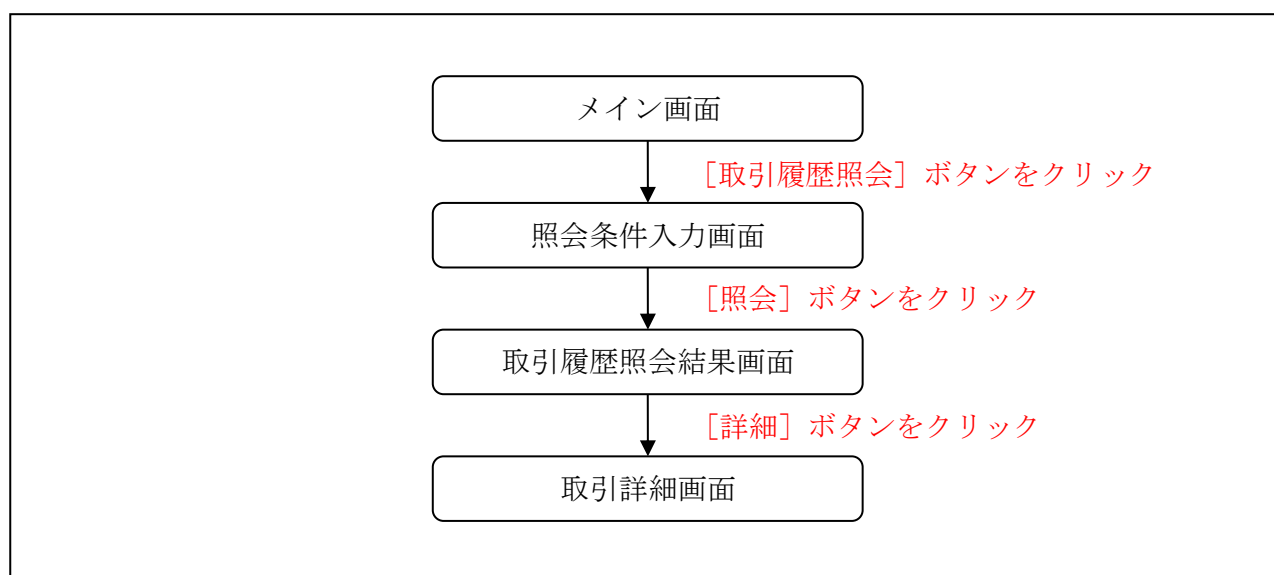 メイン画面
［取引履歴照会］ボタンをクリック
照会条件入力画面
［照会］ボタンをクリック
取引履歴照会結果画面
［詳細］ボタンをクリック
取引詳細画面